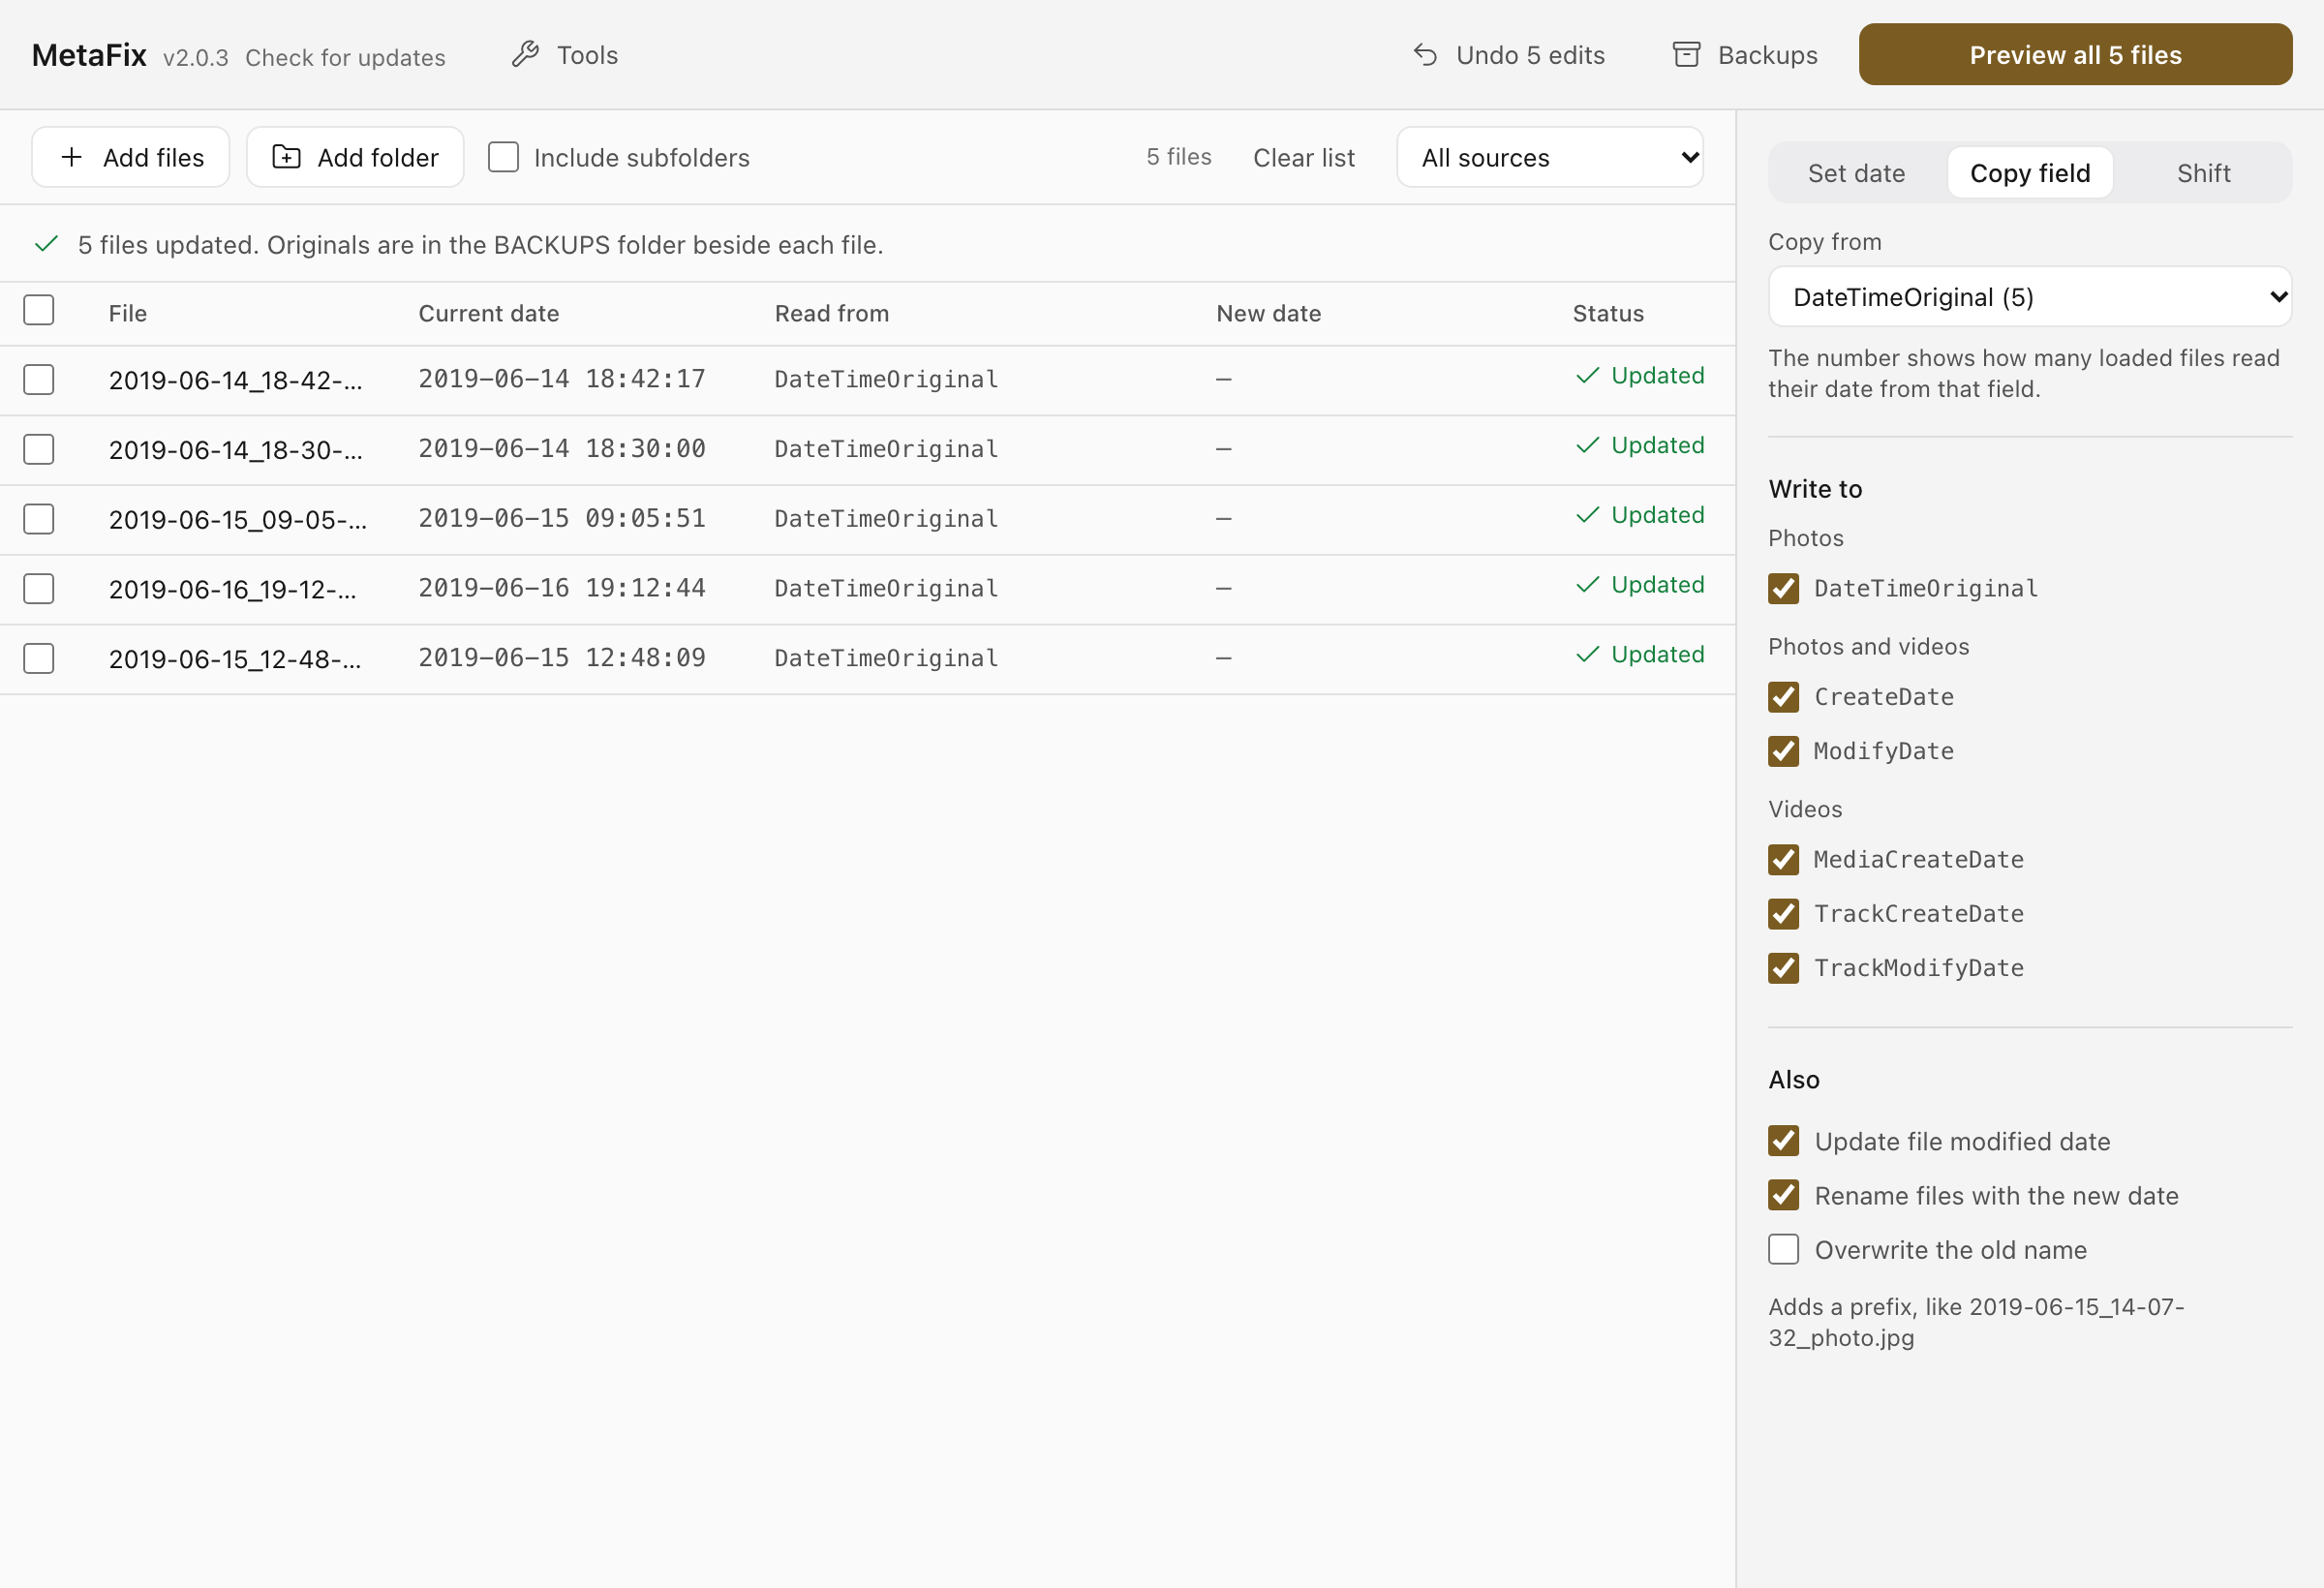 MetaFix v2.0.3 Check for updates Tools Undo 5 edits Backups Preview all 5 files
Add files Add folder Include subfolders 5 files Clear list All sources
5 files updated. Originals are in the BACKUPS folder beside each file.
File Current date Read from New date Status
2019-06-14_18-42-... 2019-06-14 18:42:17 DateTimeOriginal — Updated
2019-06-14_18-30-... 2019-06-14 18:30:00 DateTimeOriginal — Updated
2019-06-15_09-05-... 2019-06-15 09:05:51 DateTimeOriginal — Updated
2019-06-16_19-12-... 2019-06-16 19:12:44 DateTimeOriginal — Updated
2019-06-15_12-48-... 2019-06-15 12:48:09 DateTimeOriginal — Updated
Set date Copy field Shift
Copy from
DateTimeOriginal (5)
The number shows how many loaded files read
their date from that field.
Write to
Photos
DateTimeOriginal
Photos and videos
CreateDate
ModifyDate
Videos
MediaCreateDate
TrackCreateDate
TrackModifyDate
Also
Update file modified date
Rename files with the new date
Overwrite the old name
Adds a prefix, like 2019-06-15_14-07-
32_photo.jpg